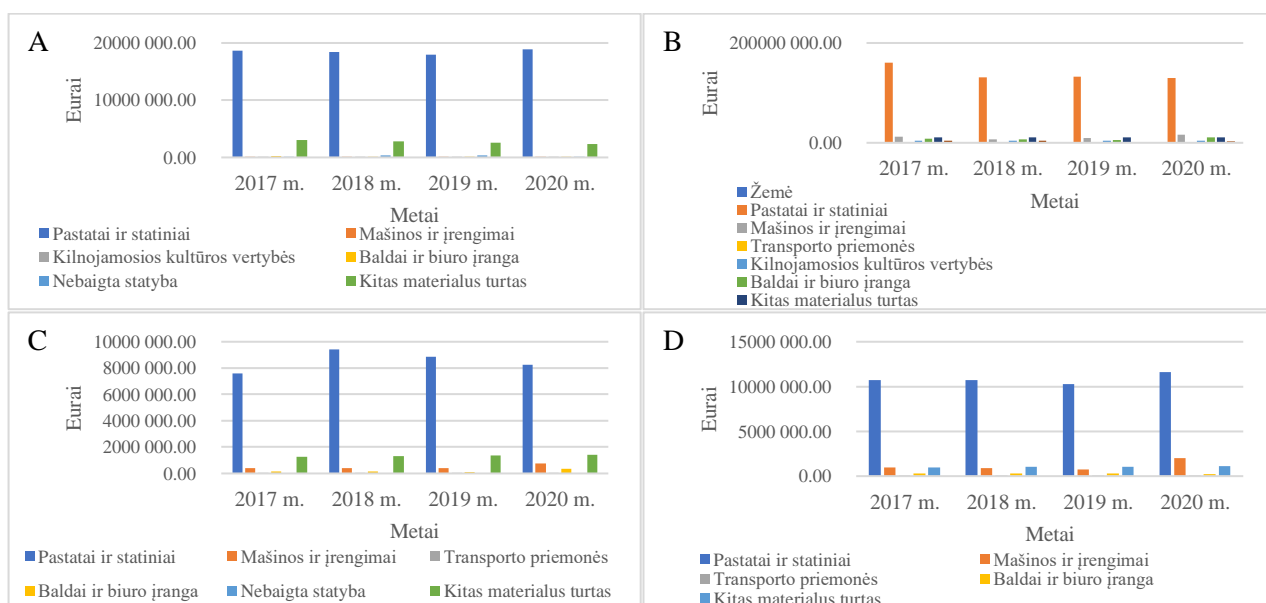 A
20000 000.00
10000 000.00
0.00
Eurai
2017 m. 2018 m. 2019 m. 2020 m.
Metai
Pastatai ir statiniai Mašinos ir įrengimai
Kilnojamosios kultūros vertybės Baldai ir biuro įranga
Nebaigta statyba Kitas materialus turtas
B
200000 000.00
0.00
Eurai
2017 m. 2018 m. 2019 m. 2020 m.
Metai
Žemė
Pastatai ir statiniai
Mašinos ir įrengimai
Transporto priemonės
Kilnojamosios kultūros vertybės
Baldai ir biuro įranga
Kitas materialus turtas
C
10000 000.00
8000 000.00
6000 000.00
4000 000.00
2000 000.00
0.00
Eurai
2017 m. 2018 m. 2019 m. 2020 m.
Metai
Pastatai ir statiniai Mašinos ir įrengimai Transporto priemonės
Baldai ir biuro įranga Nebaigta statyba Kitas materialus turtas
D
15000 000.00
10000 000.00
5000 000.00
0.00
Eurai
2017 m. 2018 m. 2019 m. 2020 m.
Metai
Pastatai ir statiniai Mašinos ir įrengimai
Transporto priemonės Baldai ir biuro įranga
Kitas materialus turtas